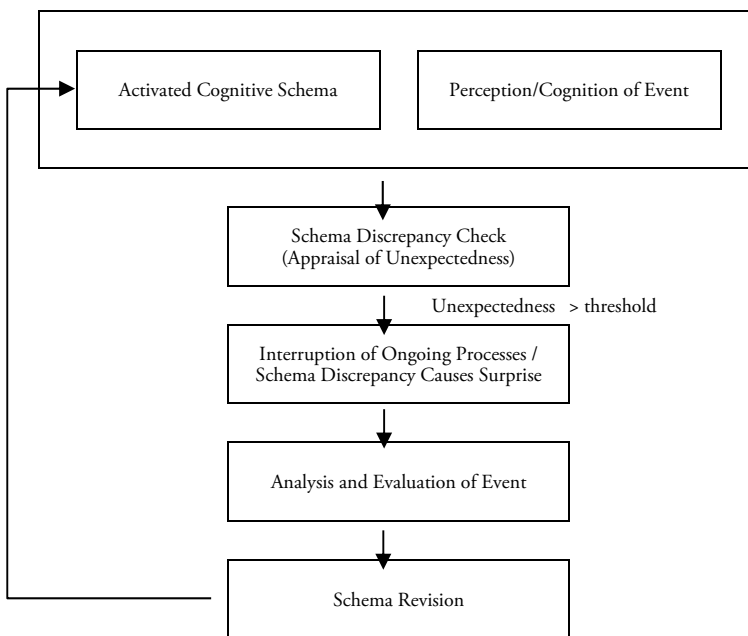 Activated Cognitive Schema
Perception/Cognition of Event
Schema Discrepancy Check
(Appraisal of Unexpectedness)
Unexpectedness > threshold
Interruption of Ongoing Processes /
Schema Discrepancy Causes Surprise
Analysis and Evaluation of Event
Schema Revision